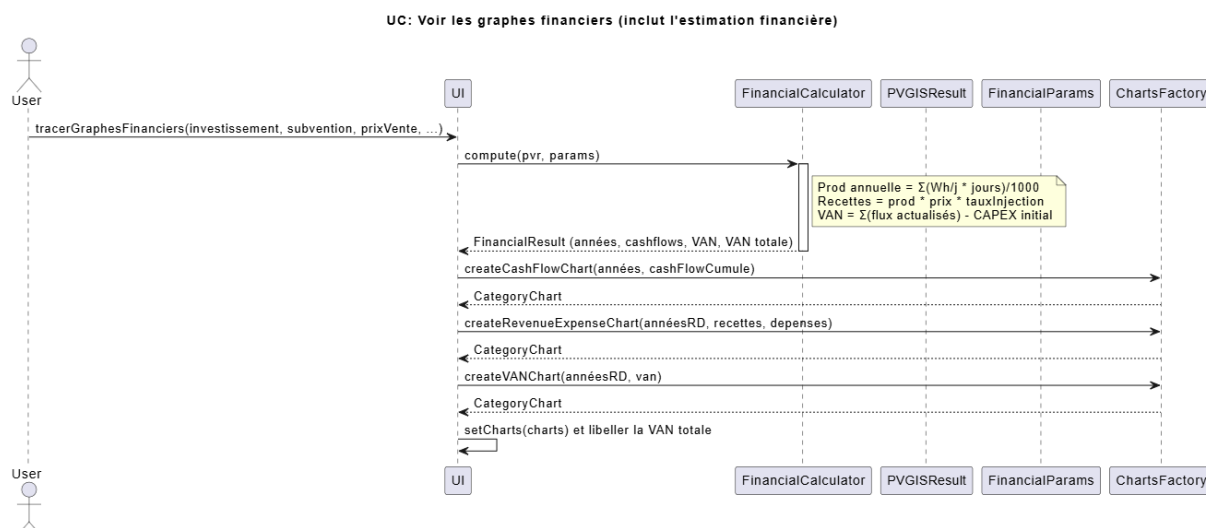 UC: Voir les graphes financiers (inclut l'estimation financière)
User
UI
FinancialCalculator
PVGISResult
FinancialParams
ChartsFactory
tracerGraphesFinanciers(investissement, subvention, prixVente, ...)
compute(pvr, params)
Prod annuelle = Σ(Wh/j * jours)/1000
Recettes = prod * prix * tauxInjection
VAN = Σ(flux actualisés) - CAPEX initial
FinancialResult (années, cashflows, VAN, VAN totale)
createCashFlowChart(années, cashFlowCumule)
CategoryChart
createRevenueExpenseChart(annéesRD, recettes, depenses)
CategoryChart
createVANChart(annéesRD, van)
CategoryChart
setCharts(charts) et libeller la VAN totale
User
UI
FinancialCalculator
PVGISResult
FinancialParams
ChartsFactory